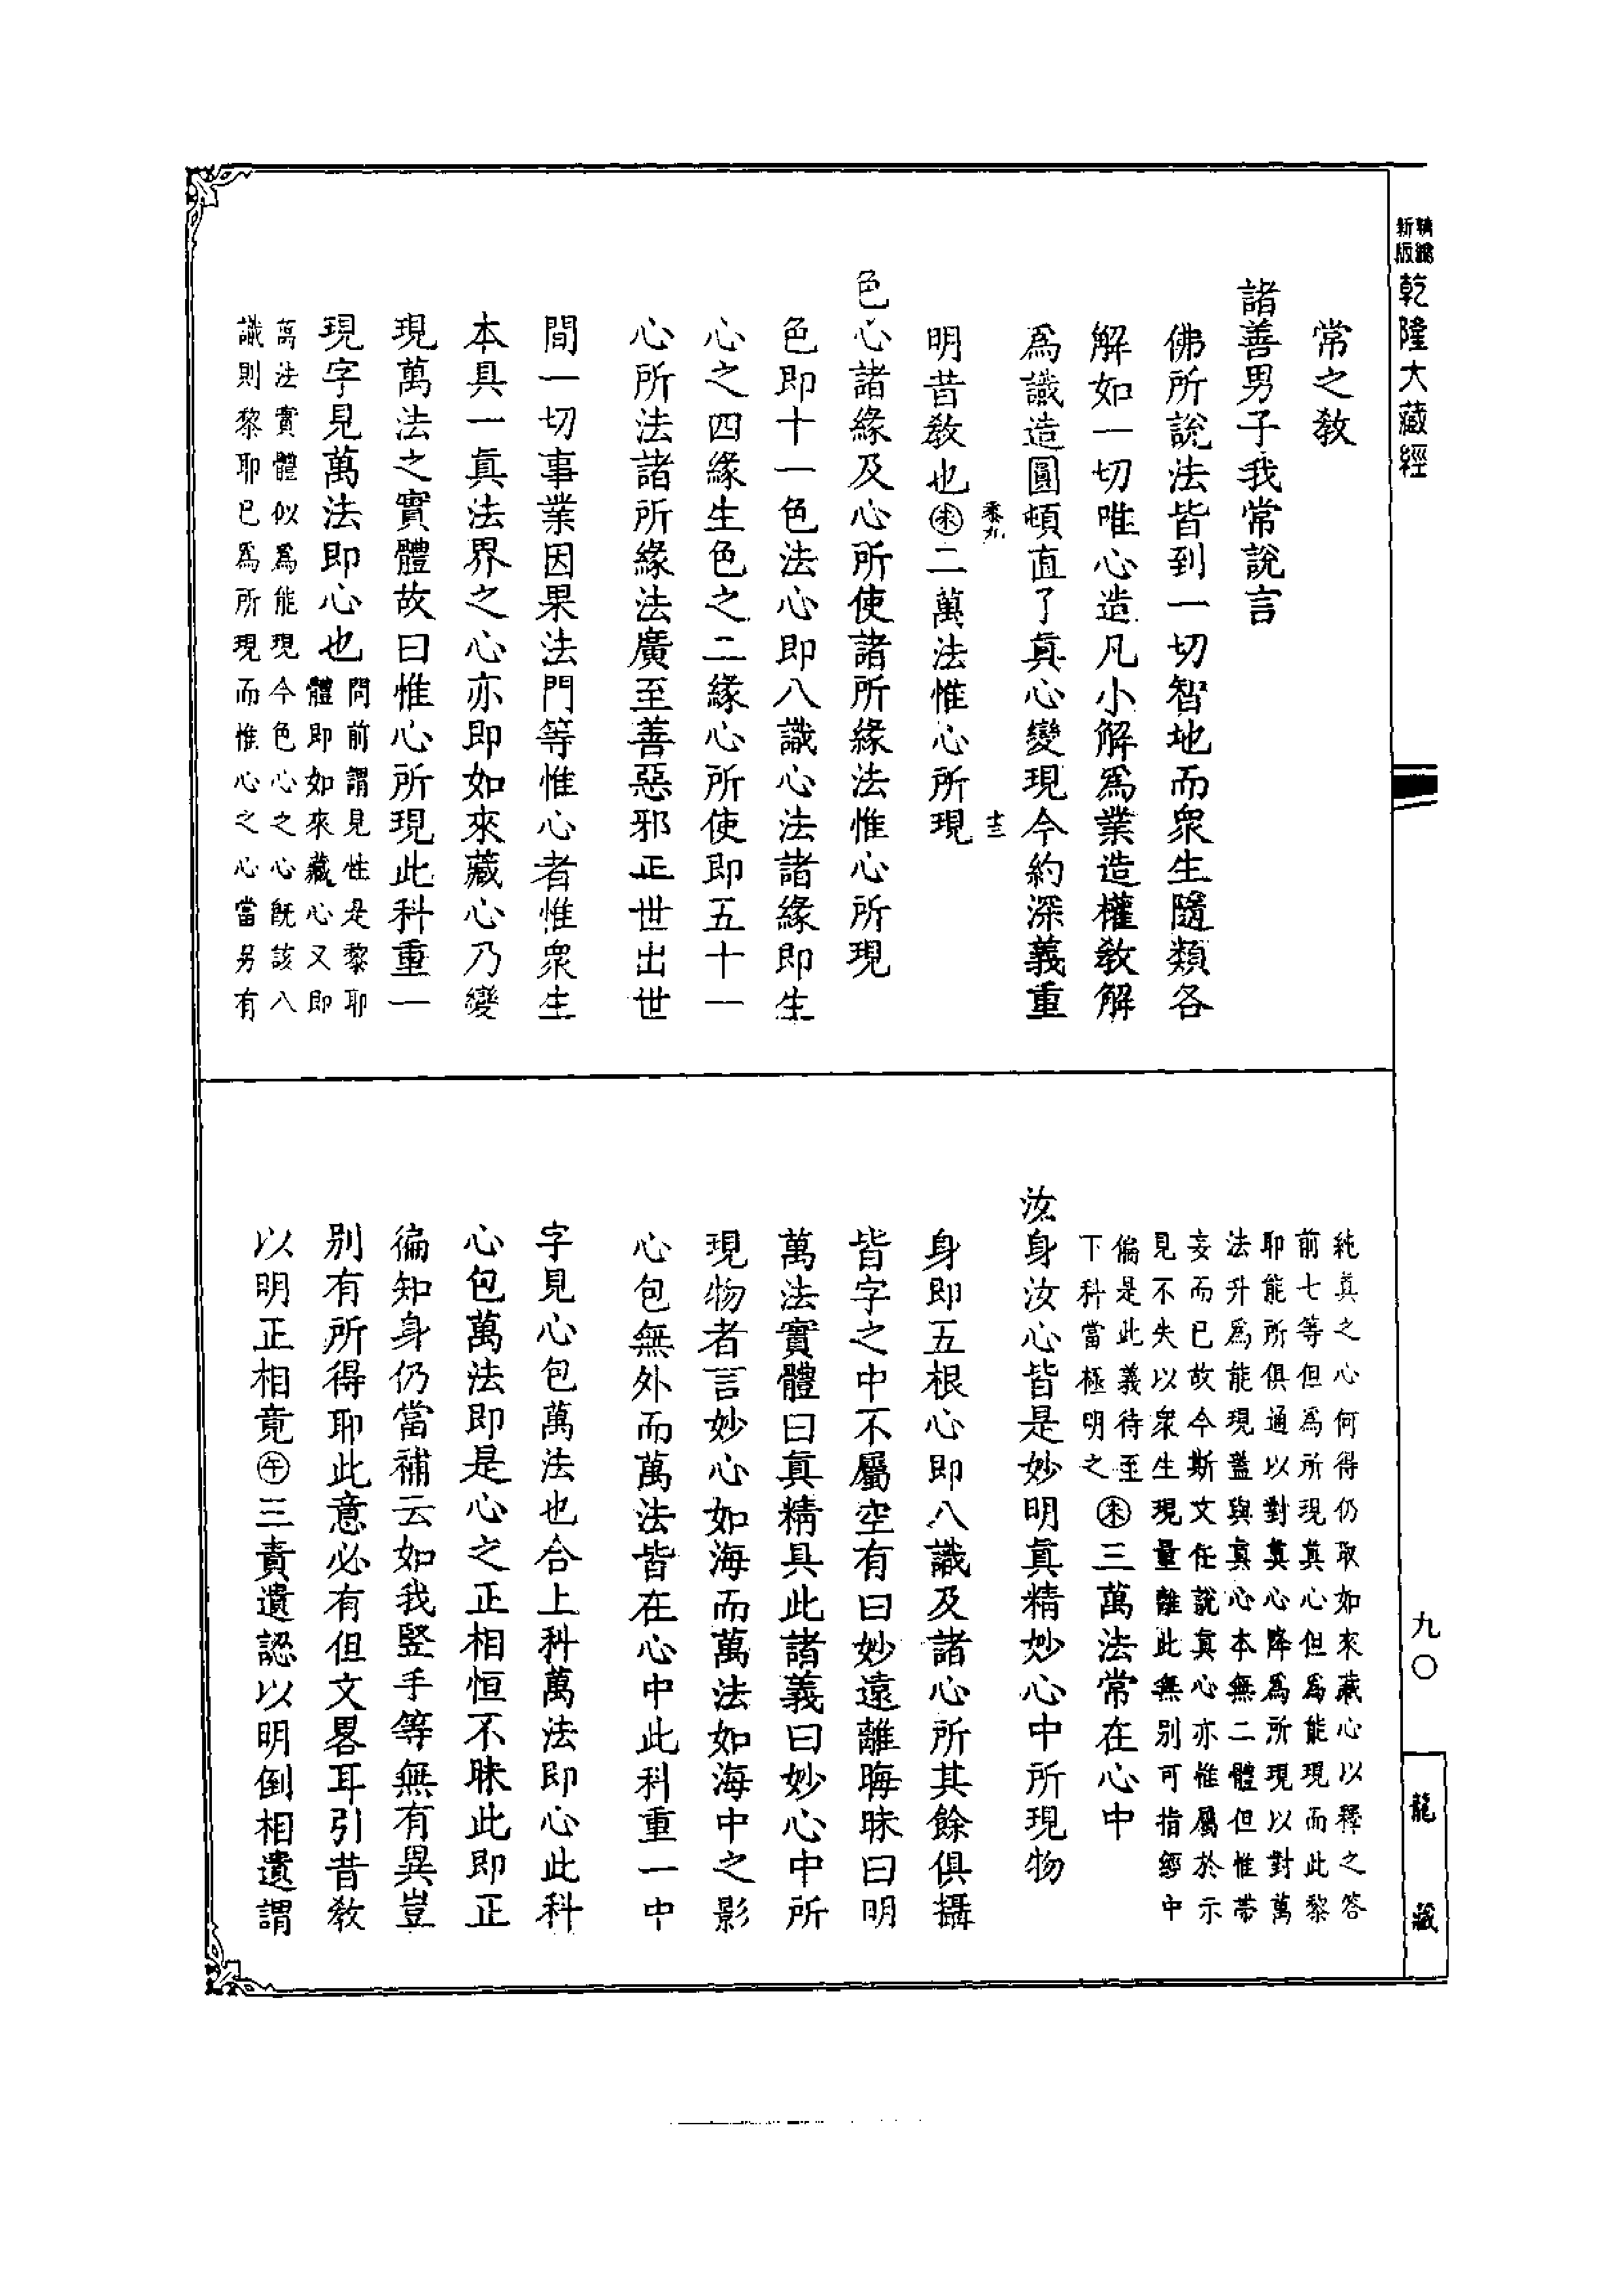 精編
新版
乾隆大藏經
常之教
諸善男子我常說言
佛所說法皆到一切智地而衆生隨類各
解如一切唯心造凡小解爲業造權教解
爲識造圓頓直了真心變現今約深義重
明昔教也㊍二萬法惟心所現
色心諸緣及心所使諸所緣法惟心所現
色即十一色法心即八識心法諸緣即生
心之四緣生色之二緣心所使即五十一
心所法諸所緣法廣至善惡邪正世出世
間一切事業因果法門等惟心者惟衆生
本具一真法界之心亦即如來藏心乃變
現萬法之實體故曰惟心所現此科重一
現字見萬法即心也
問前謂見性是黎耶
體即如來藏心又即
萬法實體似爲能現今色心之心旣該八
識則黎耶已爲所現而惟心之心當另有
純真之心何得仍取如來藏心以釋之答
前七等但爲所現真心但爲能現而此黎
耶能所俱通以對真心降爲所現以對萬
法升爲能現蓋與真心本無二體但惟帶
妄而已故今斯文任說真心亦惟屬於示
見不失以衆生現量離此無別可指經中
偏是此義待至
下科當極明之
三萬法常在心中
汝身汝心皆是妙明真精妙心中所現物
身即五根心即八識及諸心所其餘俱攝
皆字之中不屬空有曰妙遠離晦昧曰明
萬法實體曰真精具此諸義曰妙心中所
現物者言妙心如海而萬法如海中之影
心包無外而萬法皆在心中此科重一中
字見心包萬法也合上科萬法即心此科
心包萬法即是心之正相恒不昧此即正
徧知身仍當補云如我豎手等無有異豈
別有所得耶此意必有但文畧耳引昔教
以明正相竟㊌三責遺認以明倒相遺謂
九〇
龍藏